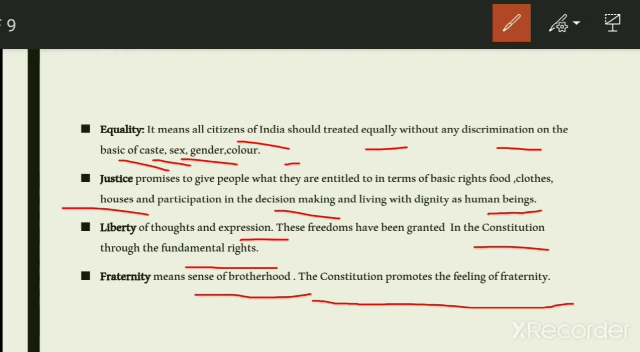 9
Equality: It means all citizens of India should treated equally without any discrimination on the
basic of caste, sex, gender,colour.
Justice promises to give people what they are entitled to in terms of basic rights food ,clothes,
houses and participation in the decision making and living with dignity as human beings.
Liberty of thoughts and expression. These freedoms have been granted In the Constitution
through the fundamental rights.
Fraternity means sense of brotherhood . The Constitution promotes the feeling of fraternity.
XRecorder